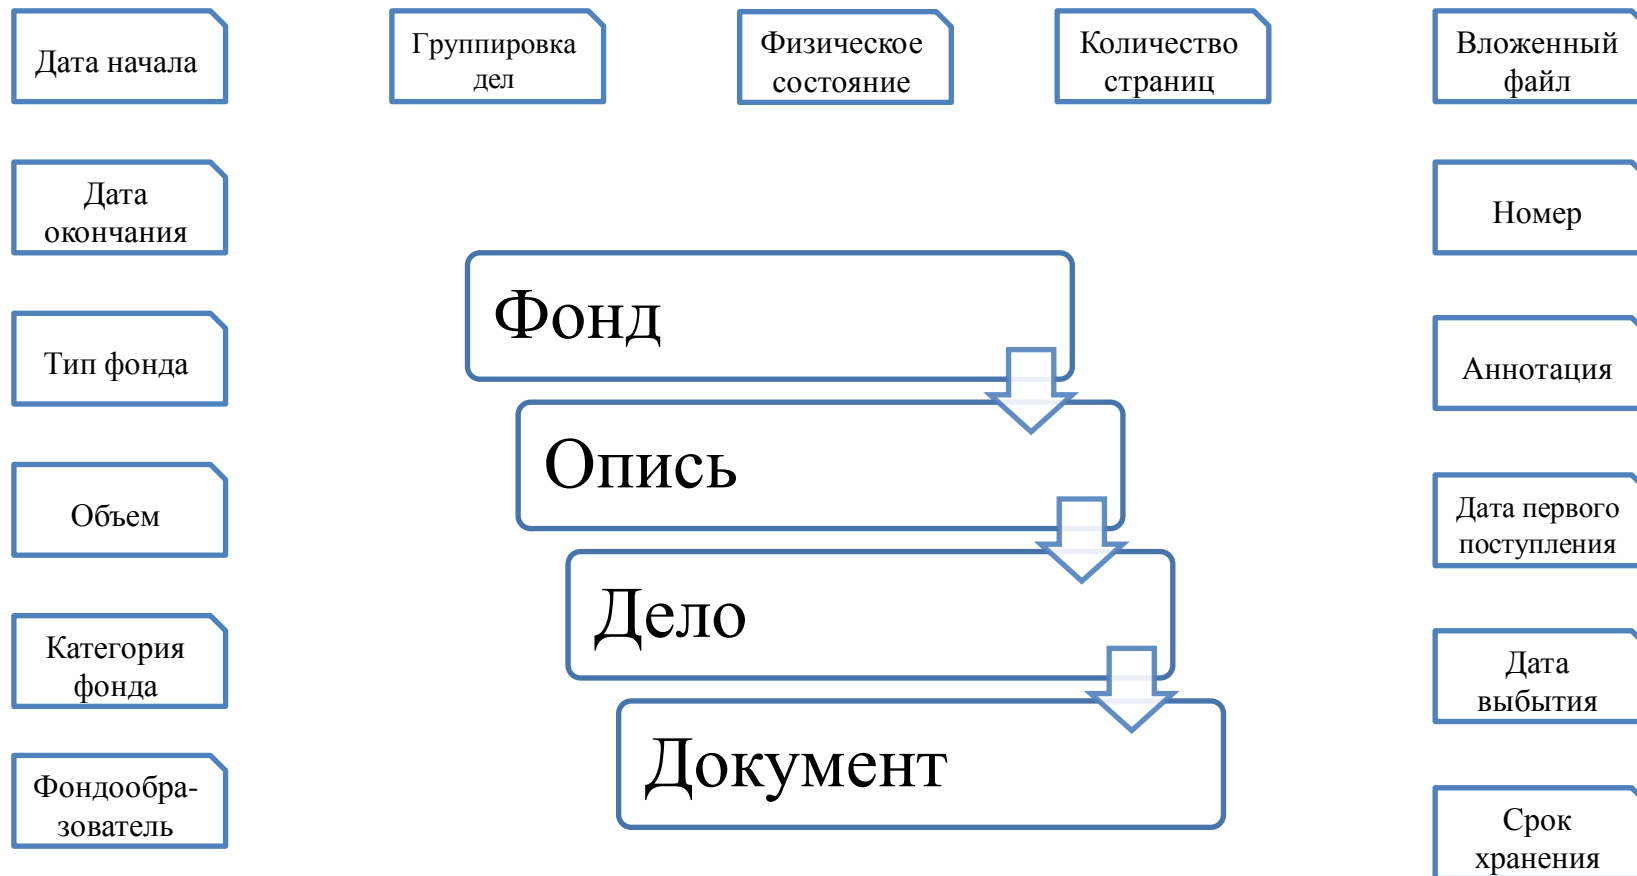 Дата начала
Группировка
дел
Физическое
состояние
Количество
страниц
Вложенный
файл
Дата
окончания
Номер
Фонд
Тип фонда
Аннотация
Опись
Объем
Дата первого
поступления
Дело
Категория
фонда
Дата
выбытия
Документ
Фондообра-
зователь
Срок
хранения